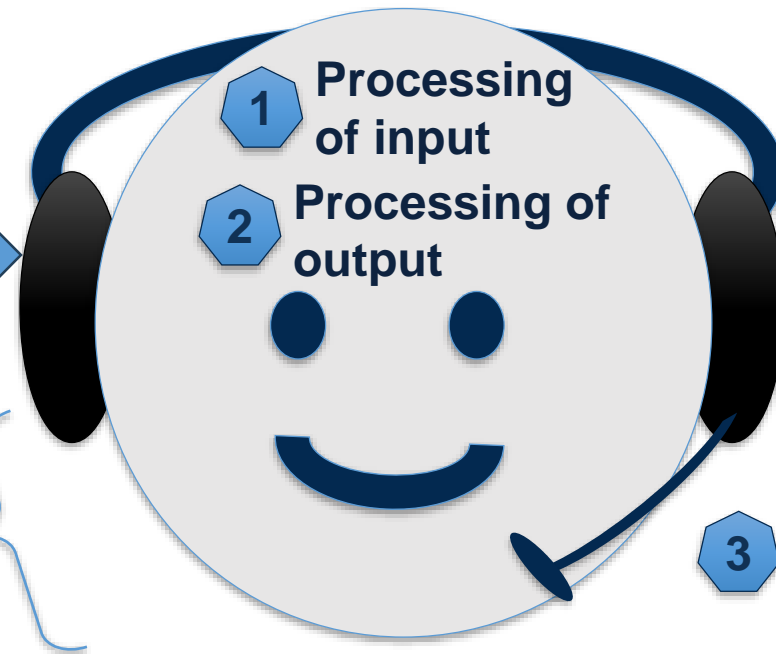 1 Processing
of input
2 Processing of
output
3